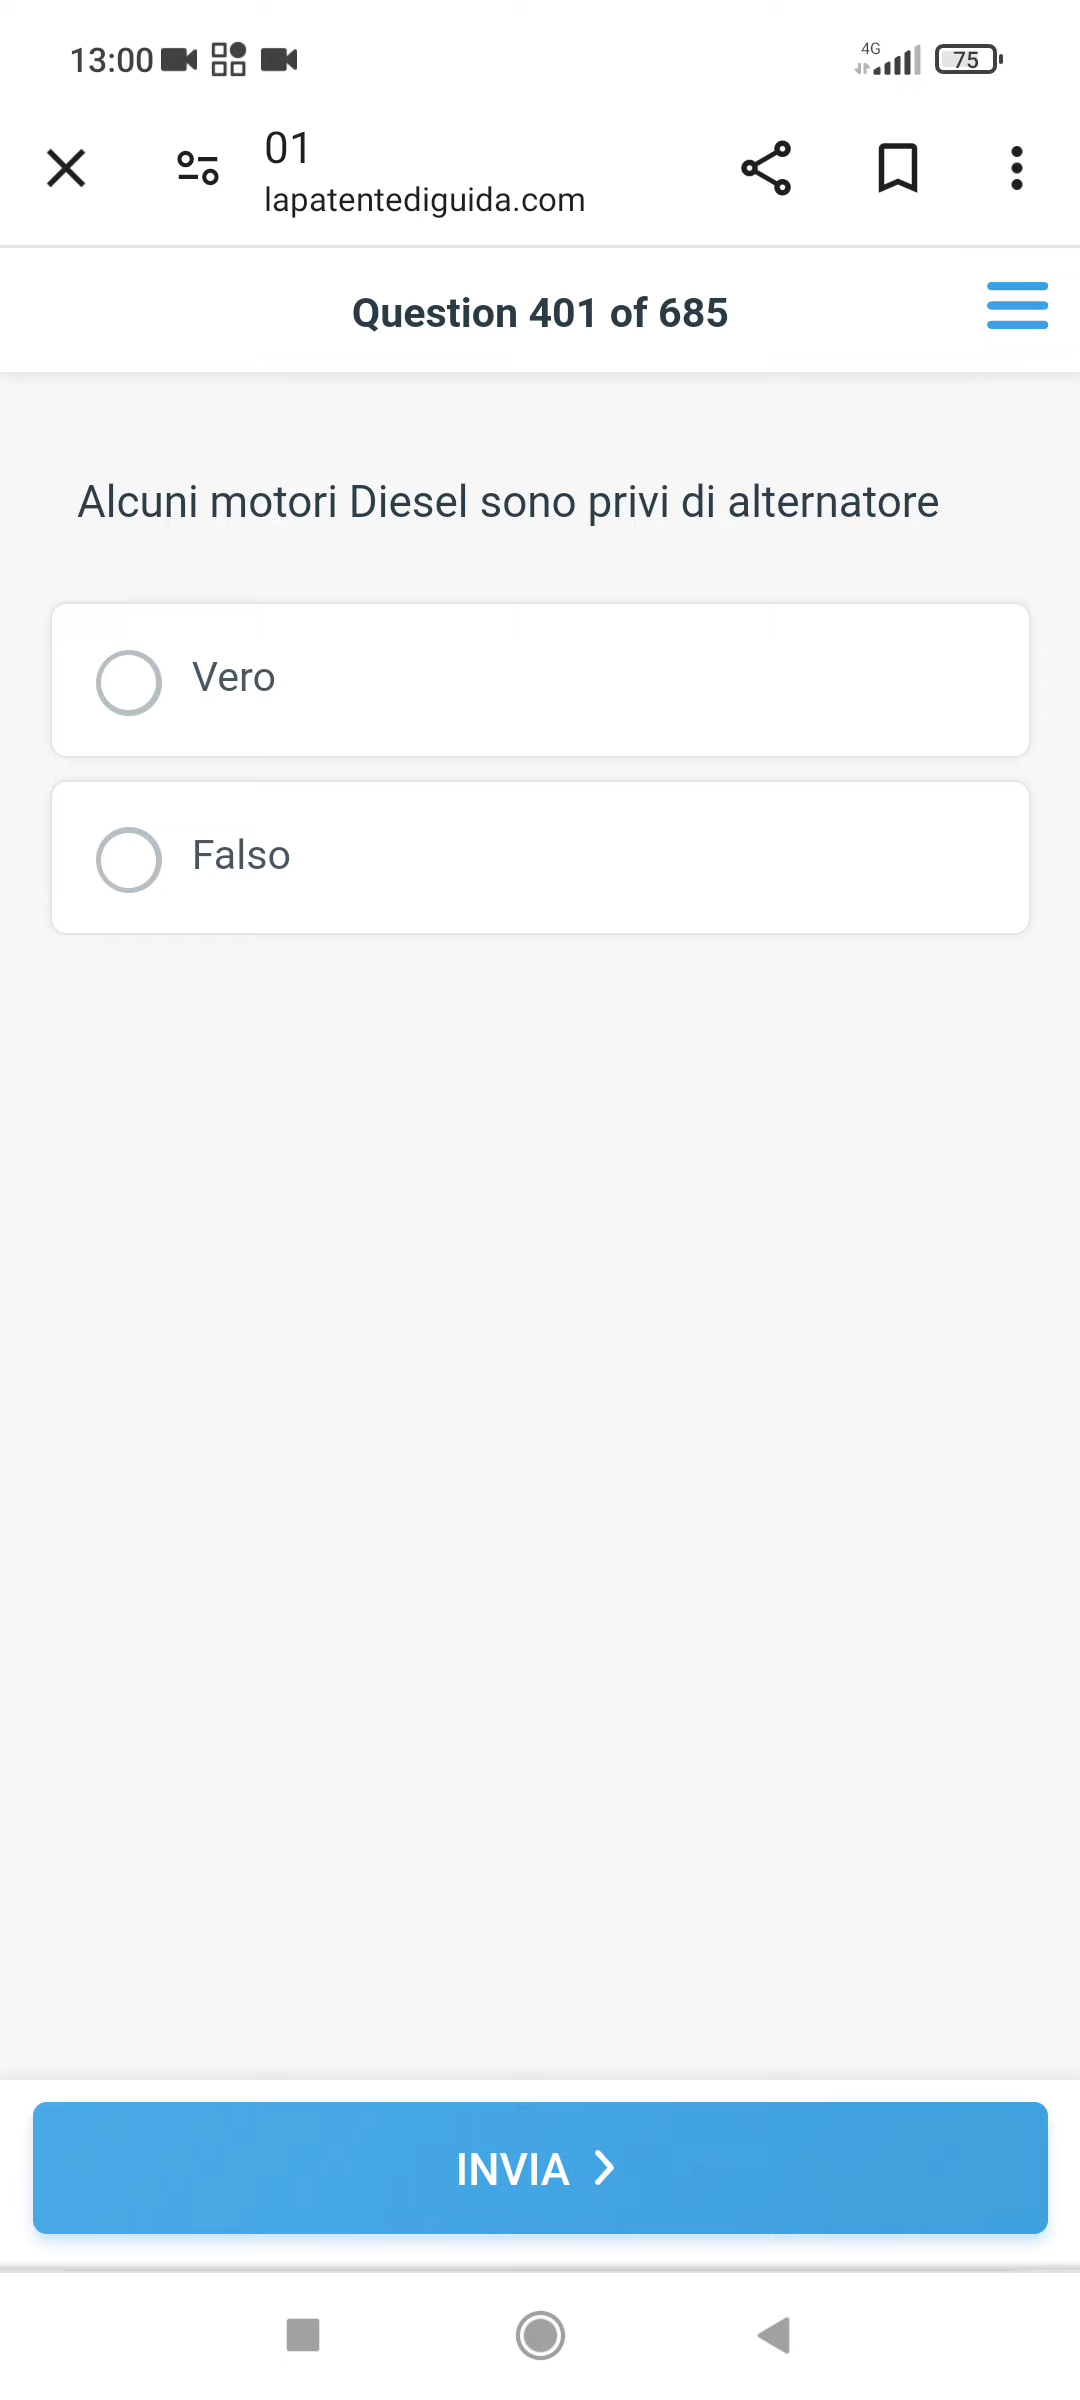 13:00
4G
75
01
lapatentediguida.com
Question 401 of 685
Alcuni motori Diesel sono privi di alternatore
Vero
Falso
INVIA